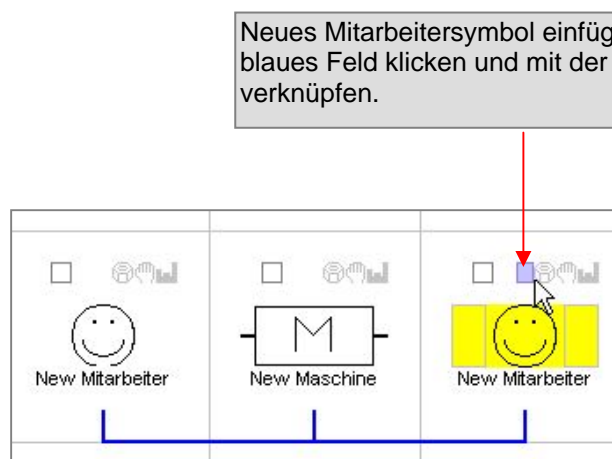 Neues Mitarbeitersymbol einfüg
blaues Feld klicken und mit der
verknüpfen.
New Mitarbeiter
New Maschine
New Mitarbeiter
M